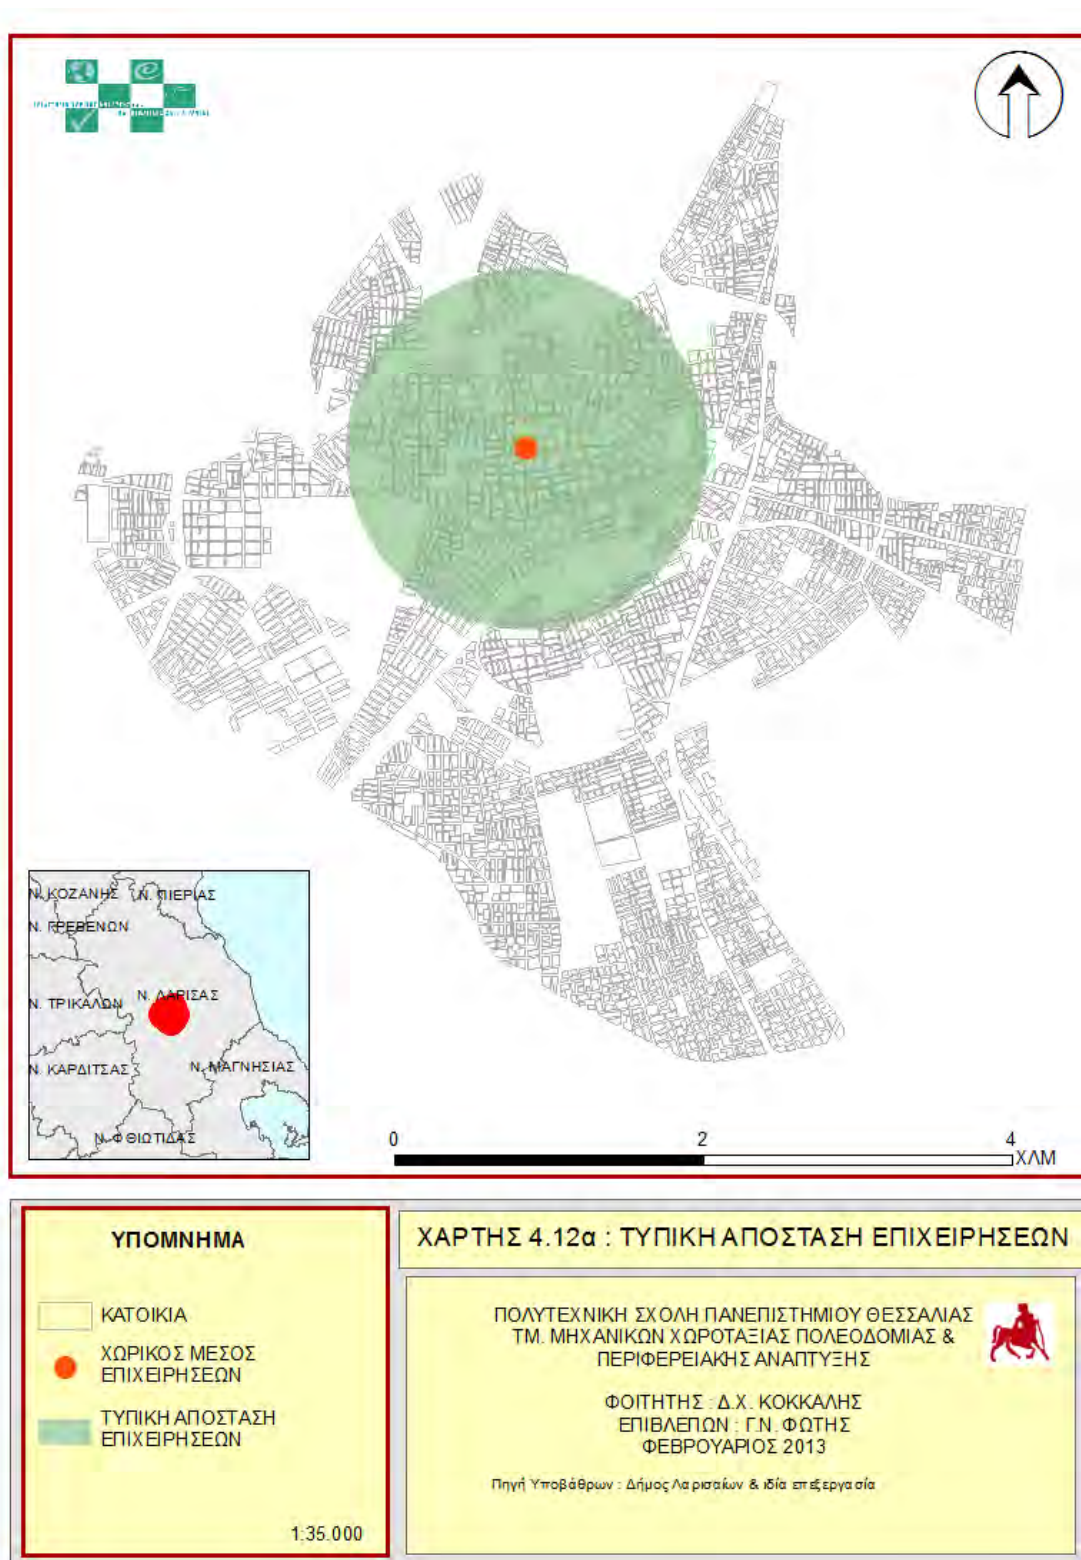 Ν. ΚΟΖΑΝΗΣ
Ν. ΠΙΕΡΙΑΣ
Ν. ΓΡΕΒΕΝΩΝ
Ν. ΤΡΙΚΑΛΩΝ
Ν. ΛΑΡΙΣΑΣ
Ν. ΚΑΡΔΙΤΣΑΣ
Ν. ΜΑΓΝΗΣΙΑΣ
Ν. ΦΘΙΩΤΙΔΑΣ
0 2 4
ΧΛΜ
ΥΠΟΜΝΗΜΑ
ΚΑΤΟΙΚΙΑ
ΧΩΡΙΚΟΣ ΜΕΣΟΣ
ΕΠΙΧΕΙΡΗΣΕΩΝ
ΤΥΠΙΚΗ ΑΠΟΣΤΑΣΗ
ΕΠΙΧΕΙΡΗΣΕΩΝ
1:35.000
ΧΑΡΤΗΣ 4.12α : ΤΥΠΙΚΗ ΑΠΟΣΤΑΣΗ ΕΠΙΧΕΙΡΗΣΕΩΝ
ΠΟΛΥΤΕΧΝΙΚΗ ΣΧΟΛΗ ΠΑΝΕΠΙΣΤΗΜΙΟΥ ΘΕΣΣΑΛΙΑΣ
ΤΜ. ΜΗΧΑΝΙΚΩΝ ΧΩΡΟΤΑΞΙΑΣ ΠΟΛΕΟΔΟΜΙΑΣ &
ΠΕΡΙΦΕΡΕΙΑΚΗΣ ΑΝΑΠΤΥΞΗΣ
ΦΟΙΤΗΤΗΣ : Δ.Χ. ΚΟΚΚΑΛΗΣ
ΕΠΙΒΛΕΠΩΝ : Γ.Ν. ΦΩΤΗΣ
ΦΕΒΡΟΥΑΡΙΟΣ 2013
Πηγή Υποβάθρων : Δήμος Λαρισαίων & ιδία επεξεργασία